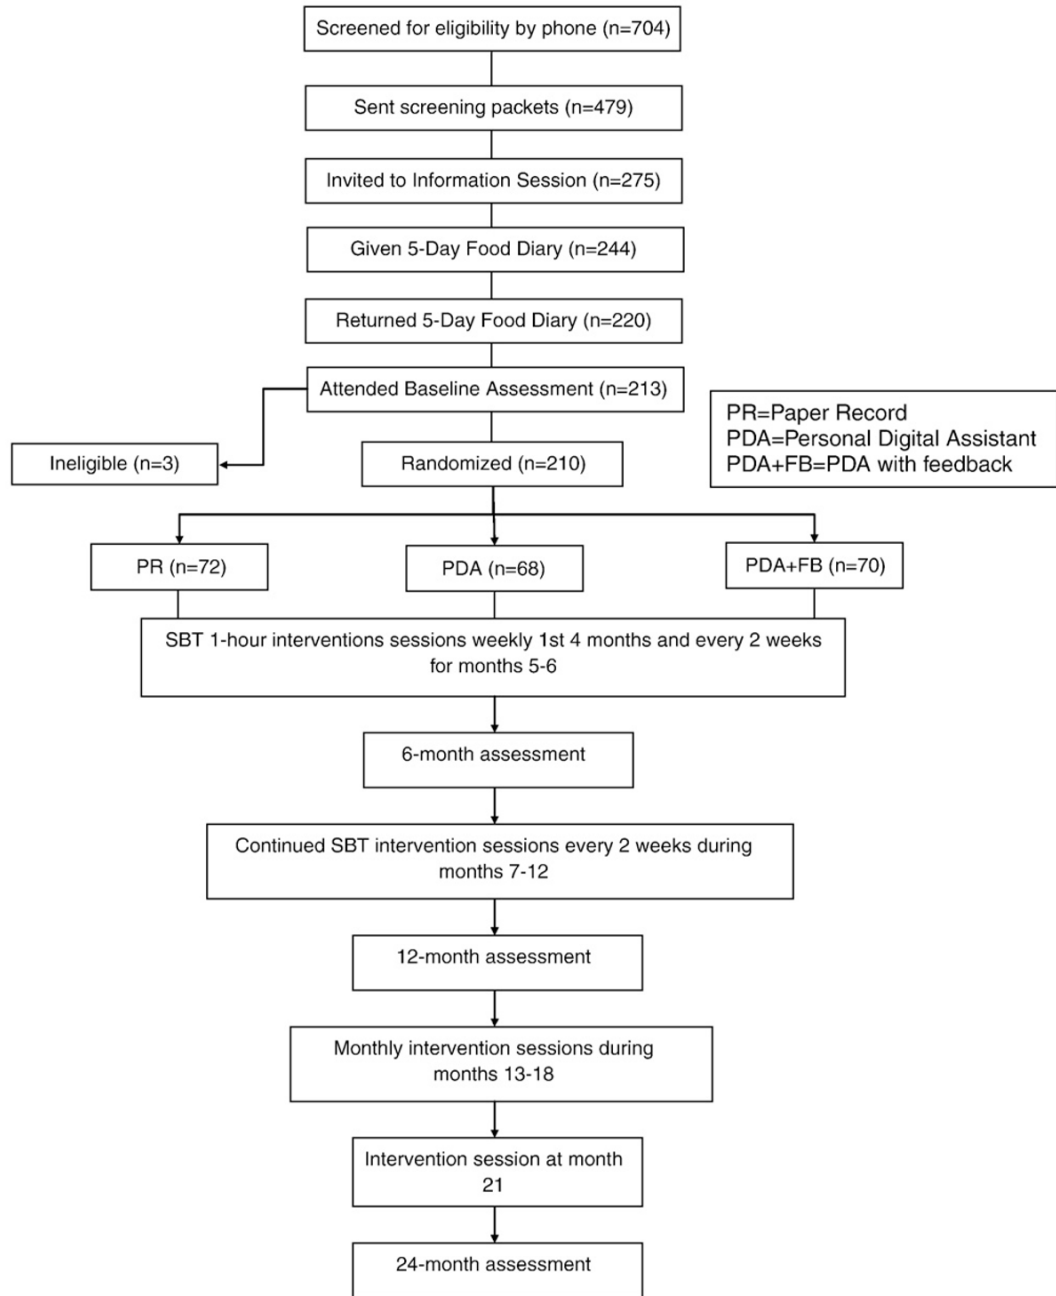 Screened for eligibility by phone (n=704)
Sent screening packets (n=479)
Invited to Information Session (n=275)
Given 5-Day Food Diary (n=244)
Returned 5-Day Food Diary (n=220)
Attended Baseline Assessment (n=213)
PR=Paper Record
PDA=Personal Digital Assistant
PDA+FB=PDA with feedback
Ineligible (n=3)
Randomized (n=210)
PR (n=72)
PDA (n=68)
PDA+FB (n=70)
SBT 1-hour interventions sessions weekly 1st 4 months and every 2 weeks
for months 5-6
6-month assessment
Continued SBT intervention sessions every 2 weeks during
months 7-12
12-month assessment
Monthly intervention sessions during
months 13-18
Intervention session at month
21
24-month assessment